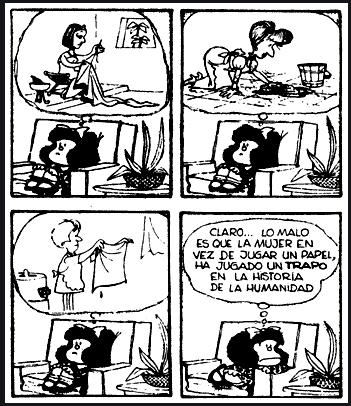 CLARO... LO MALO
ES QUE LA MUJER EN
VEZ DE JUGAR UN PAPEL,
HA JUGADO UN TRAPO
EN LA HISTORIA
DE LA HUMANIDAD